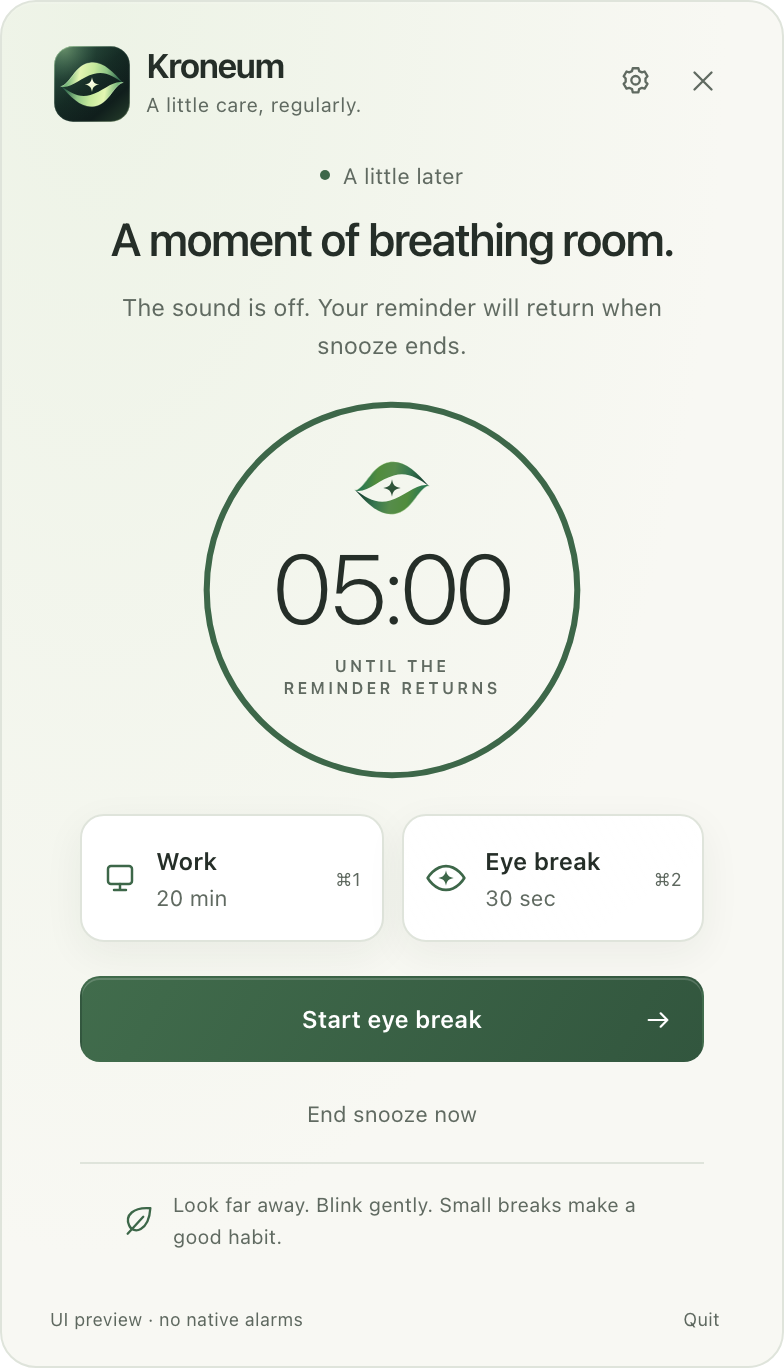 Kroneum
A little care, regularly.
A little later
A moment of breathing room.
The sound is off. Your reminder will return when
snooze ends.
05:00
UNTIL THE
REMINDER RETURNS
Work
20 min
⌘1
Eye break
30 sec
⌘2
Start eye break →
End snooze now
Look far away. Blink gently. Small breaks make a
good habit.
UI preview · no native alarms
Quit